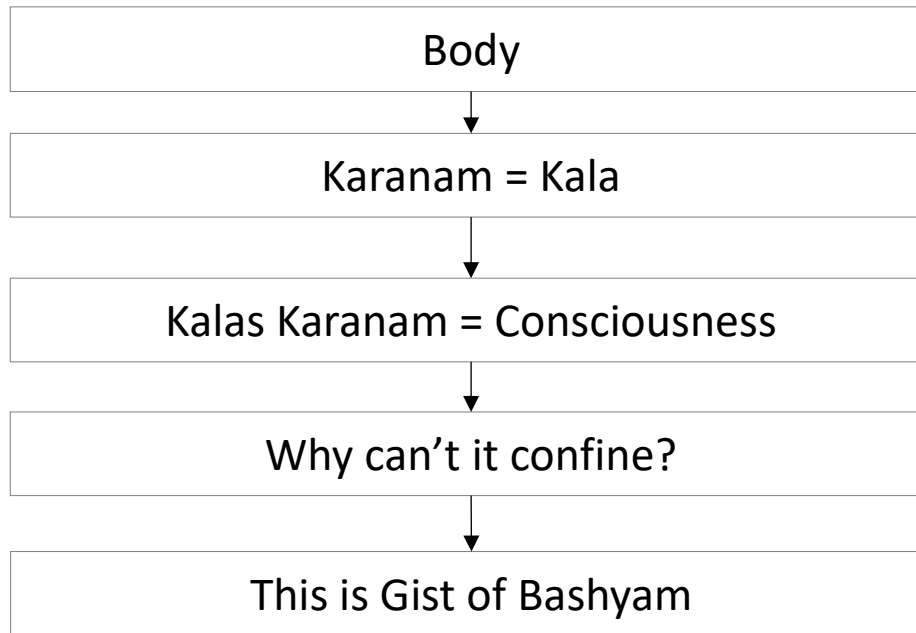 Body
Karanam = Kala
Kalas Karanam = Consciousness
Why can’t it confine?
This is Gist of Bashyam